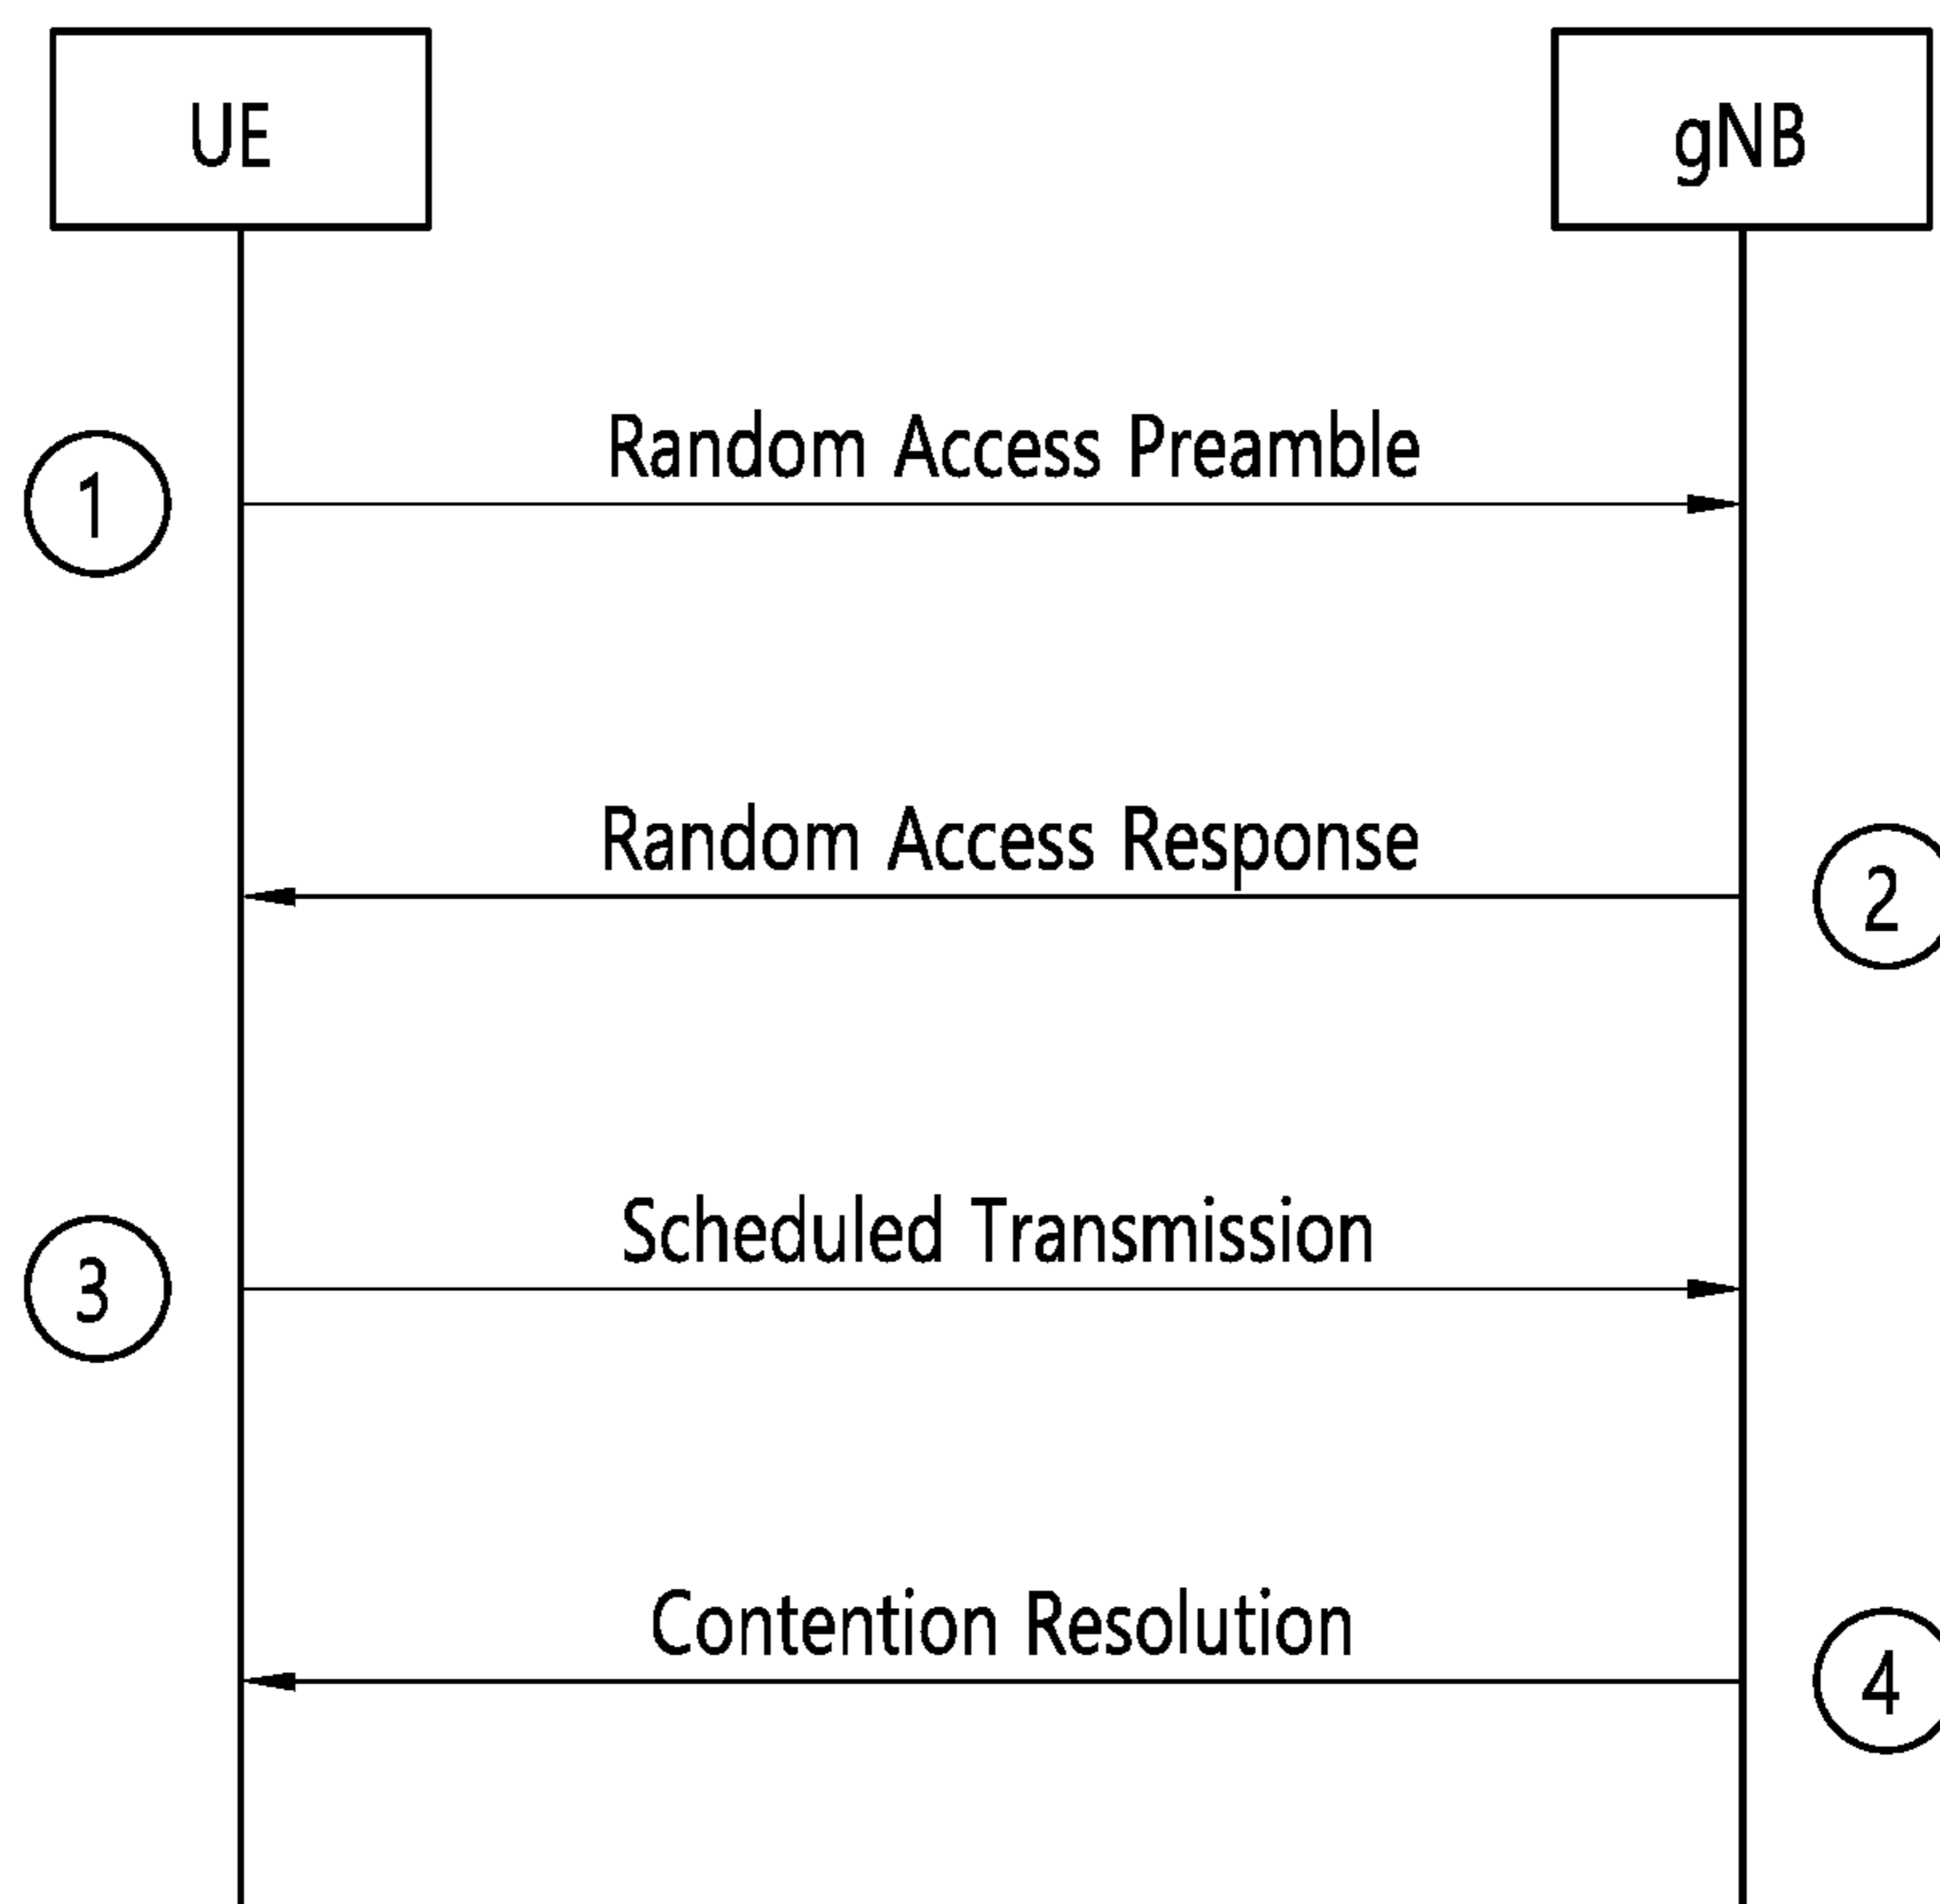 UE
gNB
Random Access Preamble
1
Random Access Response
2
Scheduled Transmission
3
Contention Resolution
4